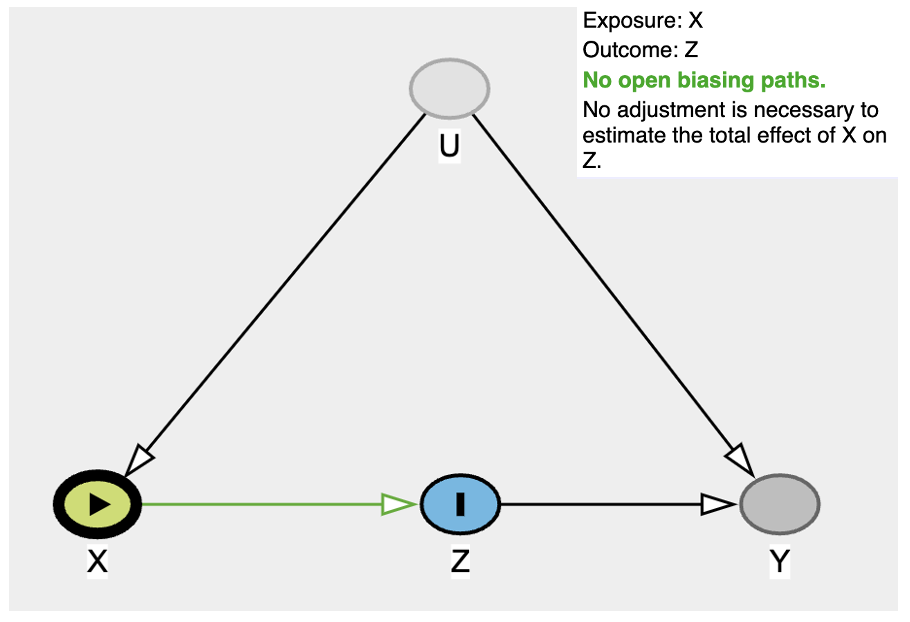 Exposure: X
Outcome: Z
No open biasing paths.
No adjustment is necessary to
estimate the total effect of X on
Z.
U
X
Z
Y